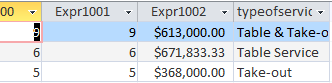 00 Expr1001 Expr1002 typeofservic
9 9 $613,000.00 Table & Take-o
6 6 $671,833.33 Table Service
5 5 $368,000.00 Take-out